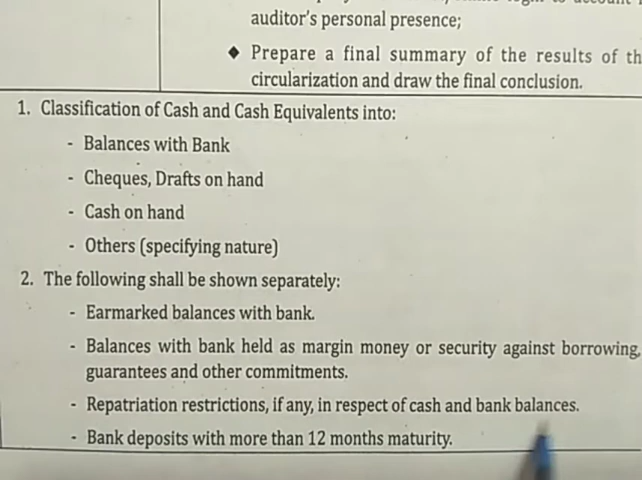 auditor's personal presence;
◆ Prepare a final summary of the results of th
circularization and draw the final conclusion.
1. Classification of Cash and Cash Equivalents into:
- Balances with Bank
- Cheques, Drafts on hand
- Cash on hand
- Others (specifying nature)
2. The following shall be shown separately:
- Earmarked balances with bank.
- Balances with bank held as margin money or security against borrowing,
guarantees and other commitments.
- Repatriation restrictions, if any, in respect of cash and bank balances.
- Bank deposits with more than 12 months maturity.